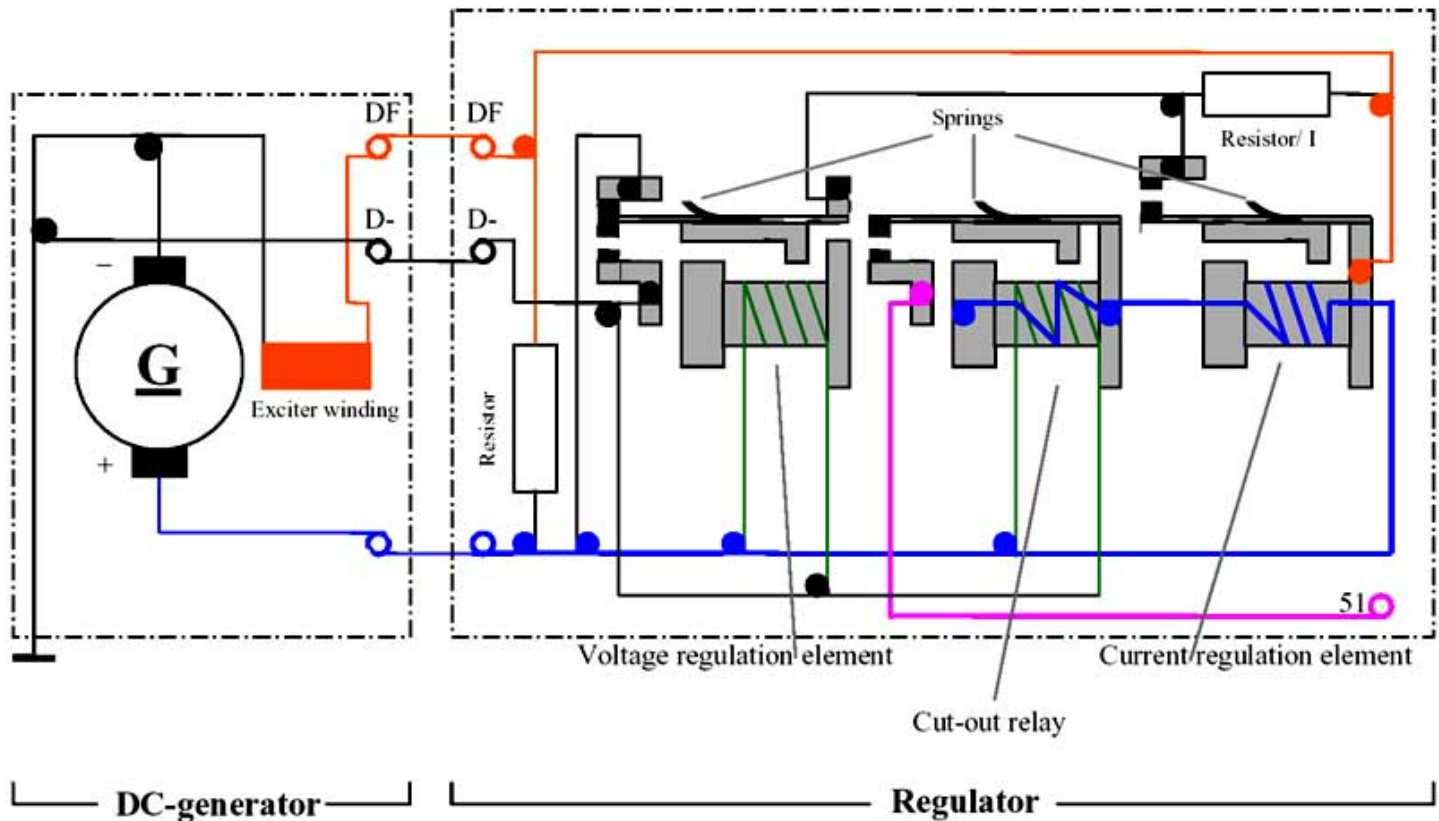 DF
DF
Springs
Resistor/ I
D-
D-
–
G
Exciter winding
Resistor
+
51
Voltage regulation element
Current regulation element
Cut-out relay
DC-generator
Regulator